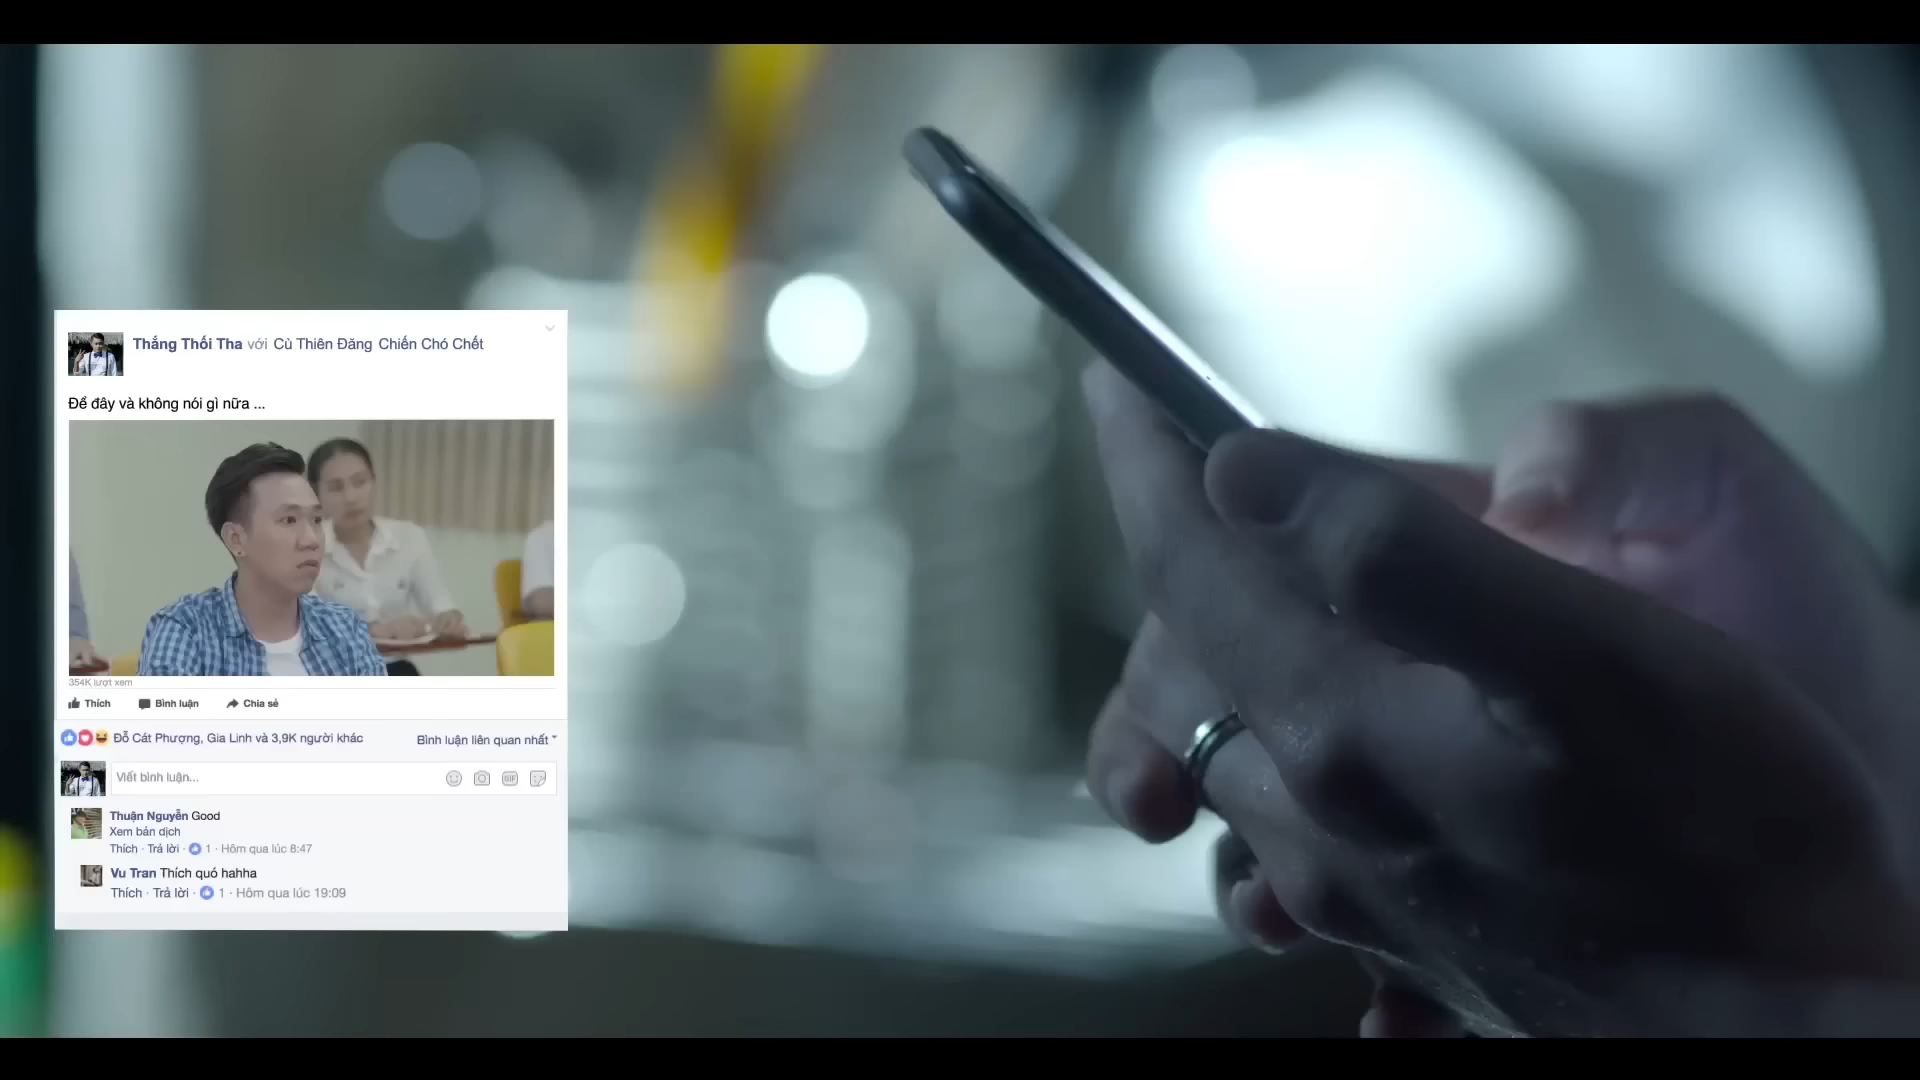 Thắng Thối Tha với Cù Thiên Đăng Chiến Chó Chết
Để đây và không nói gì nữa ...
354K lượt xem
Thích Bình luận Chia sẻ
Đỗ Cát Phượng, Gia Linh và 3,9K người khác
Bình luận liên quan nhất
Viết bình luận...
GIF
Thuận Nguyễn Good
Xem bản dịch
Thích · Trả lời · 1 · Hôm qua lúc 8:47
Vu Tran Thích quó hahha
Thích · Trả lời · 1 · Hôm qua lúc 19:09